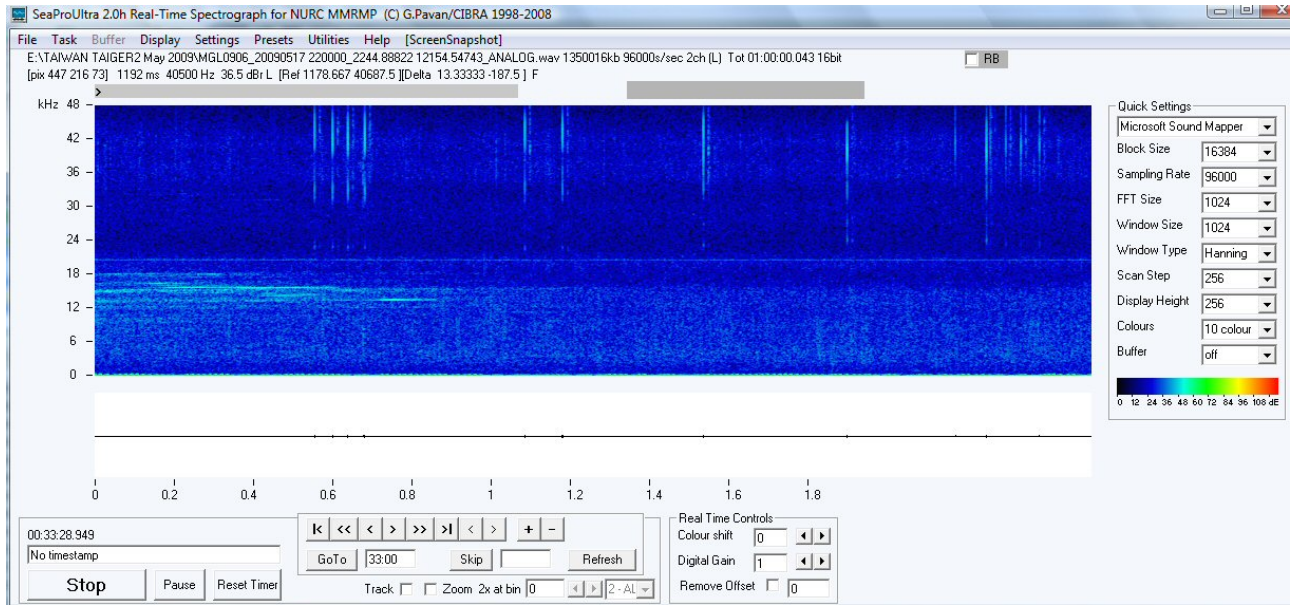 SeaProUltra 2.0h Real-Time Spectrograph for NURC MMRMP (C) G.Pavan/CIBRA 1998-2008
File Task Buffer Display Settings Presets Utilities Help [ScreenSnapshot]
E:\TAIWAN TAIGER2 May 2009\MGL0906_20090517 220000_2244.88822 12154.54743_ANALOG.wav 1350016kb 96000s/sec 2ch (L) Tot 01:00:00.043 16bit
RB
[pix 447 216 73] 1192 ms 40500 Hz 36.5 dBr L [Ref 1178.667 40687.5 ][Delta 13.33333 -187.5 ] F
>
kHz 48
42
36
30
24
18
12
6
0
0 0.2 0.4 0.6 0.8 1 1.2 1.4 1.6 1.8
Quick Settings
Microsoft Sound Mapper
Block Size 16384
Sampling Rate 96000
FFT Size 1024
Window Size 1024
Window Type Hanning
Scan Step 256
Display Height 256
Colours 10 colour
Buffer off
0 12 24 36 48 60 72 84 96 108 dE
00:33:28.949
No timestamp
Stop Pause Reset Timer
|< << < > >> >| < > + −
GoTo 33:00 Skip Refresh
Track Zoom 2x at bin 0 2 - AL
Real Time Controls
Colour shift 0
Digital Gain 1
Remove Offset 0